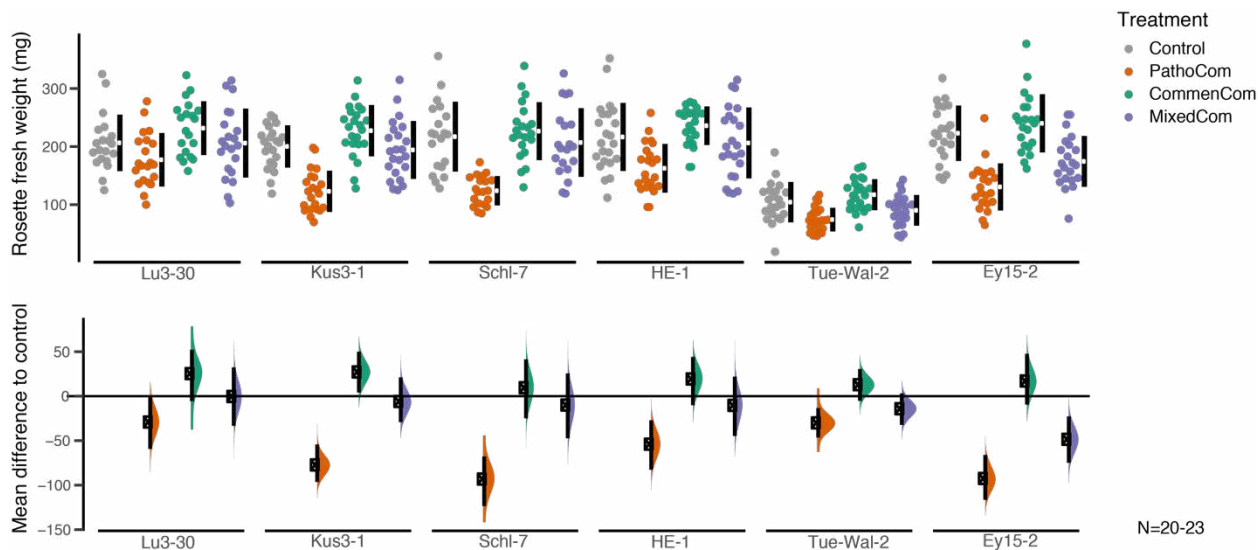 Treatment
Control
PathoCom
CommenCom
MixedCom
Rosette fresh weight (mg)
300
200
100
Lu3-30 Kus3-1 Schl-7 HE-1 Tue-Wal-2 Ey15-2
Mean difference to control
50
0
−50
−100
−150
Lu3-30 Kus3-1 Schl-7 HE-1 Tue-Wal-2 Ey15-2
N=20-23